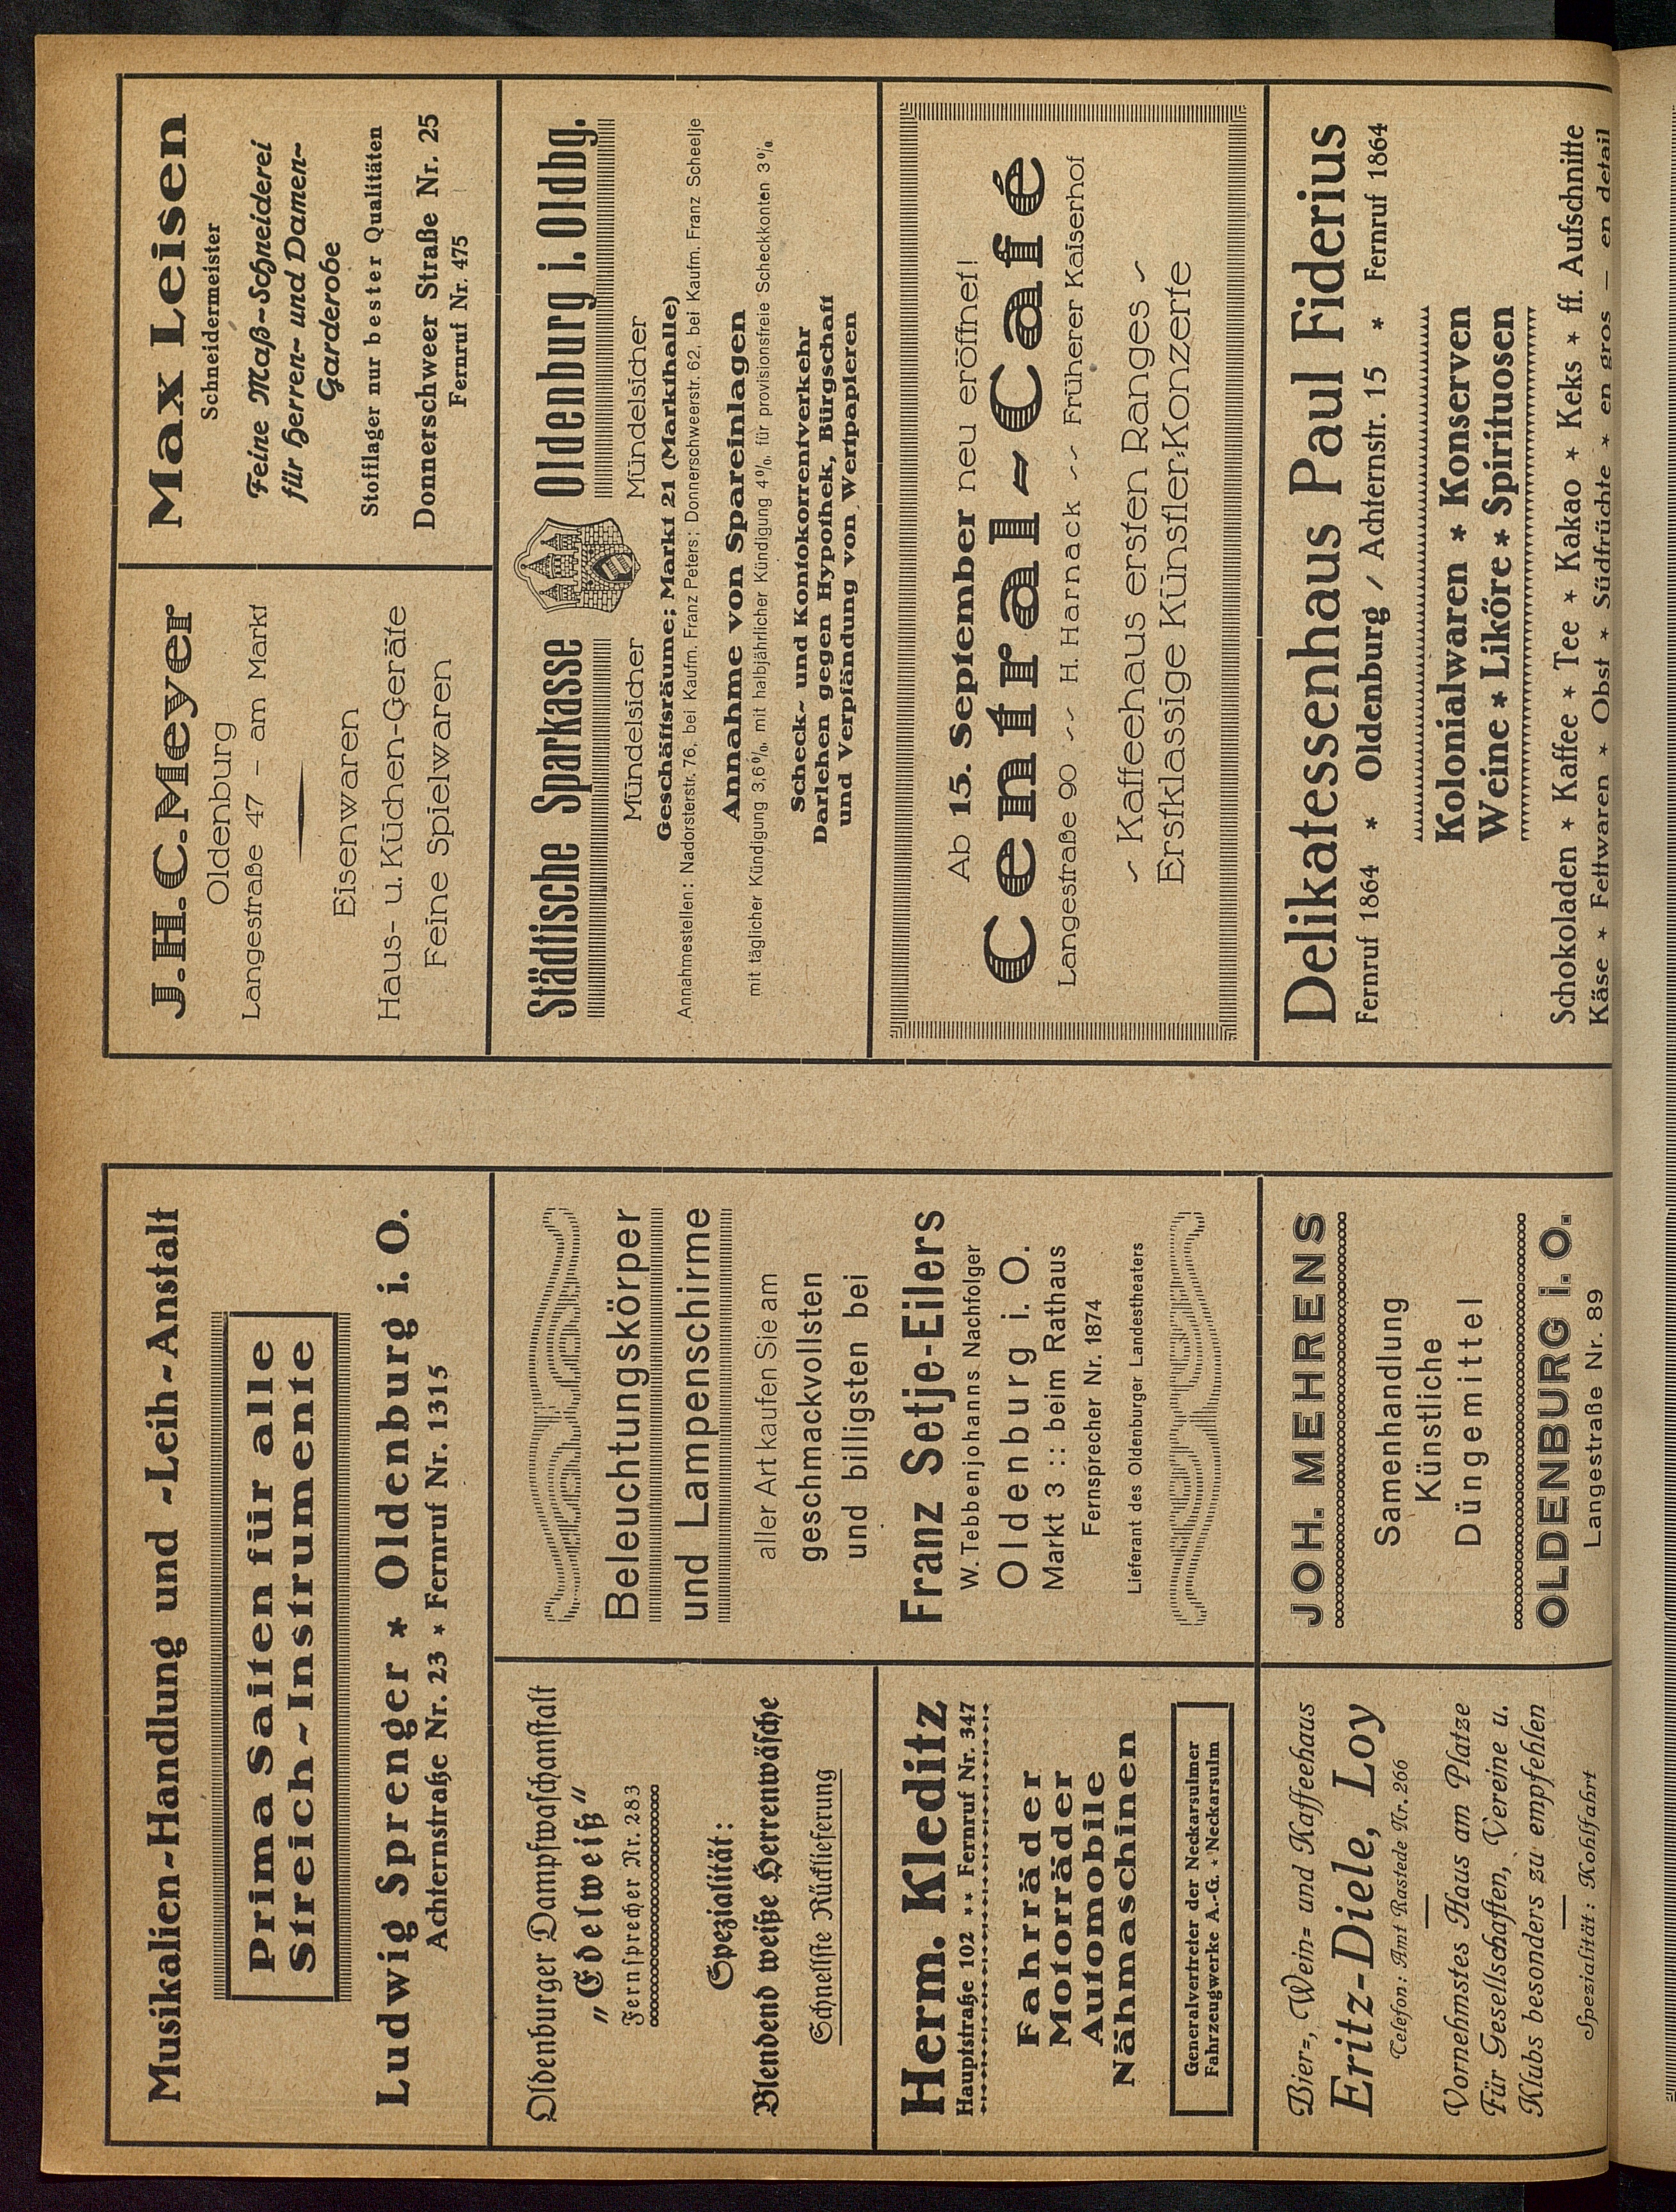 Musikalien-Handlung und -Leih-Anstalt
Prima Saiten für alle
Streich-Instrumente
Ludwig Sprenger * Oldenburg i. O.
Achternstraße Nr. 23 * Fernruf Nr. 1315
Oldenburger Dampfwaschanstalt
„Edelweiß“
Fernsprecher Nr. 283
Spezialität:
Blendend weiße Herrenwäsche
Schnellste Rücklieferung
Beleuchtungskörper
und Lampenschirme
aller Art kaufen Sie am
geschmackvollsten
und billigsten bei
Franz Setje-Eilers
W. Tebbenjohanns Nachfolger
Oldenburg i. O.
Markt 3 :: beim Rathaus
Fernsprecher Nr. 1874
Lieferant des Oldenburger Landestheaters
Herm. Kleditz
Hauptstraße 102 ** Fernruf Nr. 347
Fahrräder
Motorräder
Automobile
Nähmaschinen
Generalvertreter der Neckarsulmer
Fahrzeugwerke A.-G. * Neckarsulm
Bier=, Wein= und Kaffeehaus
Eritz-Diele, Loy
Telefon: Amt Rastede Nr. 266
Vornehmstes Haus am Platze
Für Gesellschaften, Vereine u.
Klubs besonders zu empfehlen
Spezialität: Kohlfahrt
JOH. MEHRENS
Samenhandlung
Künstliche
Düngemittel
OLDENBURG i. O.
Langestraße Nr. 89
J. H. C. Meyer
Oldenburg
Langestraße 47 – am Markt
Eisenwaren
Haus- u. Küchen-Geräte
Feine Spielwaren
Max Leisen
Schneidermeister
Feine Maß-Schneiderei
für Herren- und Damen-
Garderobe
Stofflager nur bester Qualitäten
Donnerschweer Straße Nr. 25
Fernruf Nr. 475
Städtische Sparkasse Oldenburg i. Oldbg.
Mündelsicher Mündelsicher
Geschäftsräume: Markt 21 (Markthalle)
Annahmestellen: Nadorsterstr. 76, bei Kaufm. Franz Peters; Donnerschweerstr. 62, bei Kaufm. Franz Scheelje
Annahme von Spareinlagen
mit täglicher Kündigung 3,6%, mit halbjährlicher Kündigung 4%, für provisionsfreie Scheckkonten 3%
Scheck- und Kontokorrentverkehr
Darlehen gegen Hypothek, Bürgschaft
und Verpfändung von Wertpapieren
Ab 15. September neu eröffnet!
Central-Café
Langestraße 90 -- H. Harnack -- Früherer Kaiserhof
~ Kaffeehaus ersten Ranges ~
Erstklassige Künstler-Konzerte
Delikatessenhaus Paul Fiderius
Fernruf 1864 * Oldenburg / Achternstr. 15 * Fernruf 1864
Kolonialwaren * Konserven
Weine * Liköre * Spirituosen
Schokoladen * Kaffee * Tee * Kakao * Keks * ff. Aufschnitte
Käse * Fettwaren * Obst * Südfrüchte * en gros — en detail